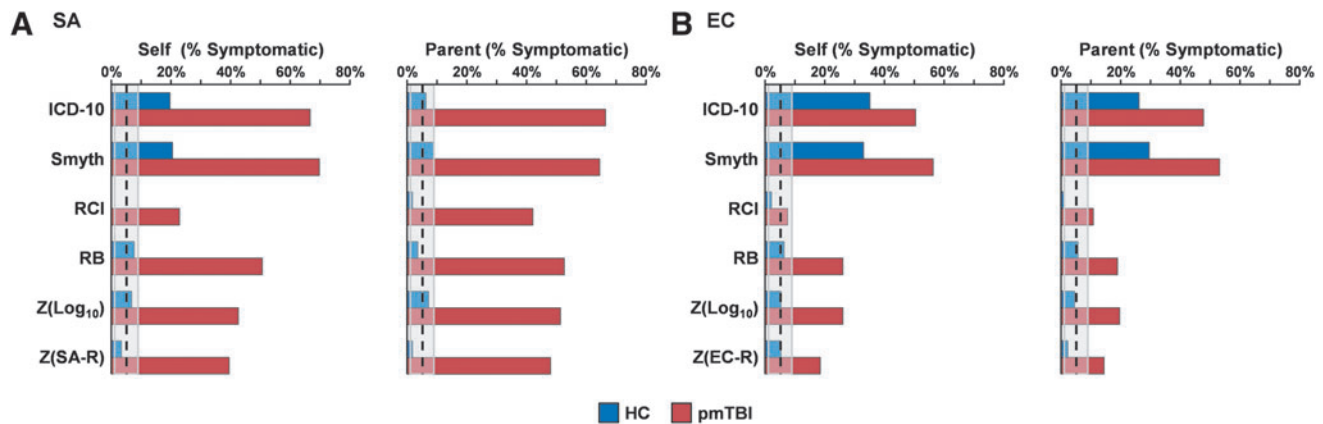 A SA
B EC
Self (% Symptomatic)
Parent (% Symptomatic)
Self (% Symptomatic)
Parent (% Symptomatic)
0% 20% 40% 60% 80%
0% 20% 40% 60% 80%
0% 20% 40% 60% 80%
0% 20% 40% 60% 80%
ICD-10
Smyth
RCI
RB
Z(Log₁₀)
Z(SA-R)
ICD-10
Smyth
RCI
RB
Z(Log₁₀)
Z(EC-R)
HC pmTBI